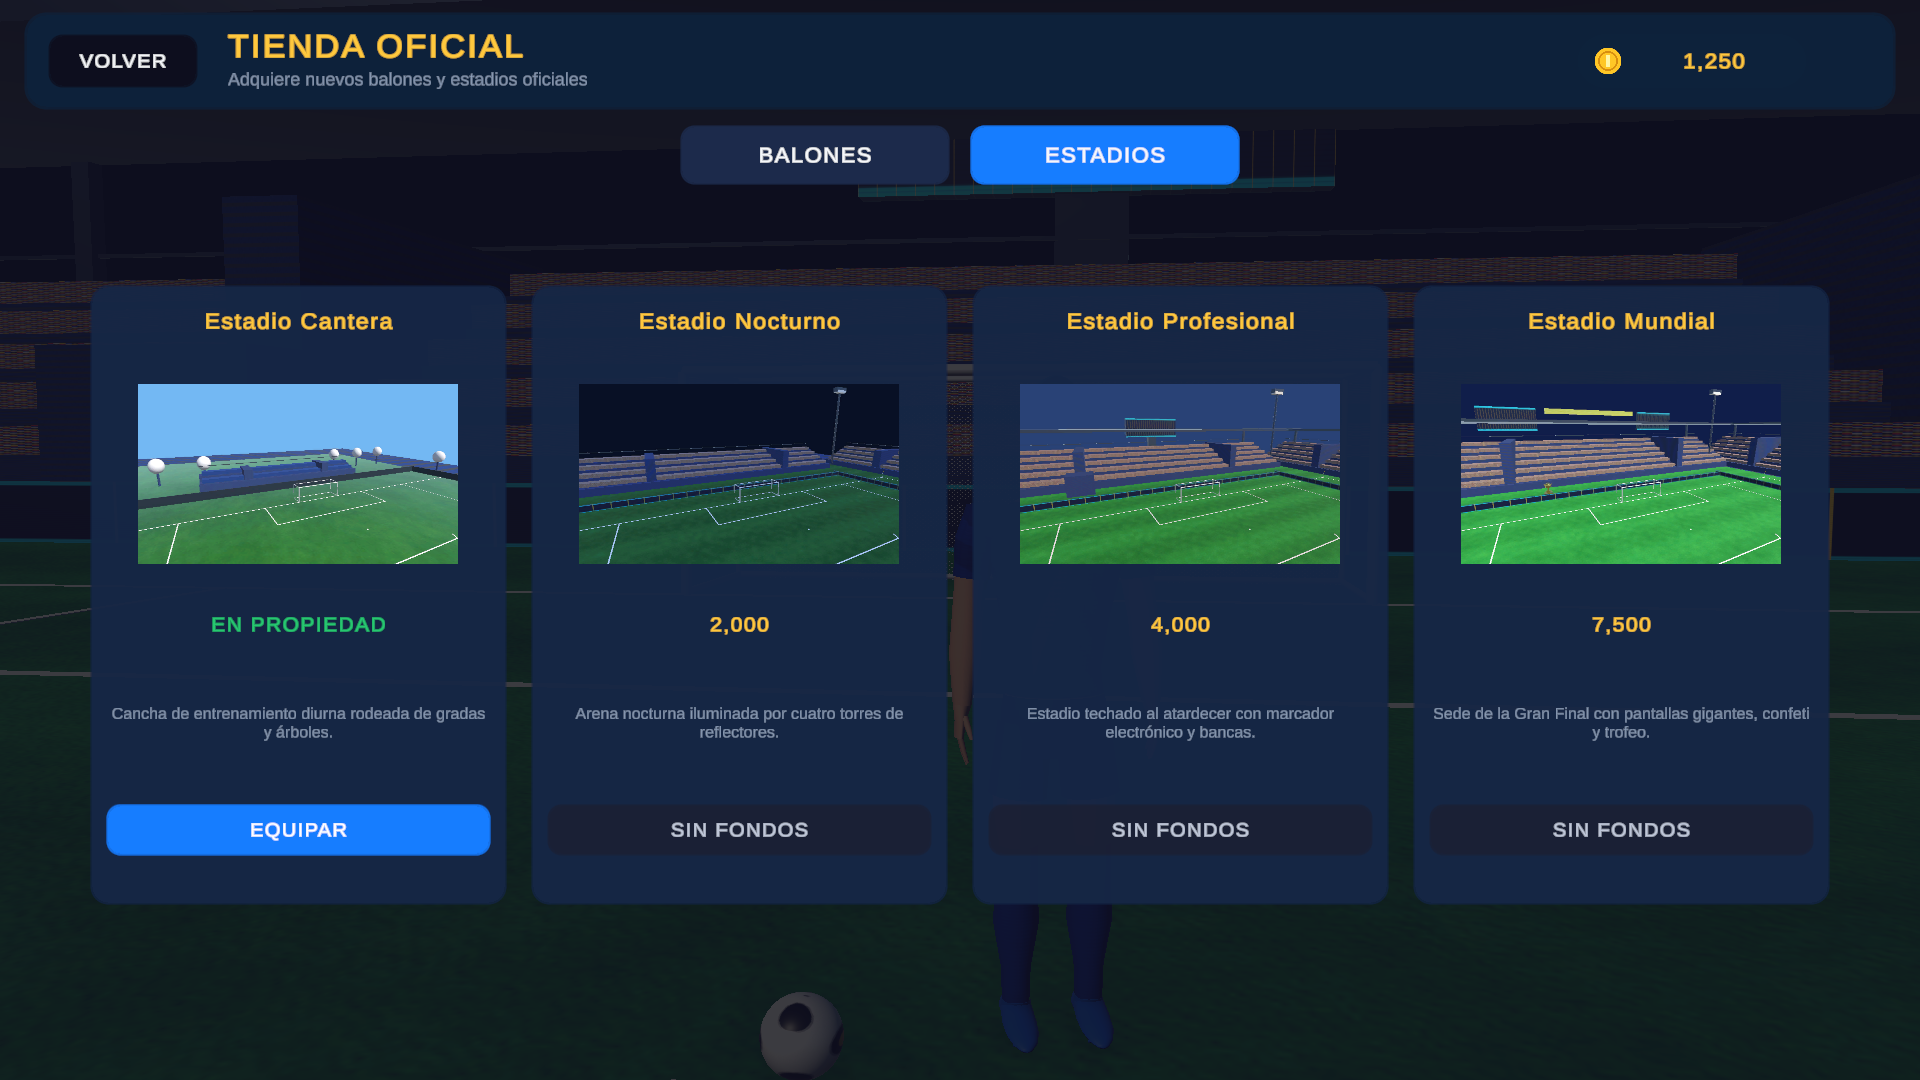 VOLVER
TIENDA OFICIAL
Adquiere nuevos balones y estadios oficiales
1,250
BALONES
ESTADIOS
Estadio Cantera
EN PROPIEDAD
Cancha de entrenamiento diurna rodeada de gradas
y árboles.
EQUIPAR
Estadio Nocturno
2,000
Arena nocturna iluminada por cuatro torres de
reflectores.
SIN FONDOS
Estadio Profesional
4,000
Estadio techado al atardecer con marcador
electrónico y bancas.
SIN FONDOS
Estadio Mundial
7,500
Sede de la Gran Final con pantallas gigantes, confeti
y trofeo.
SIN FONDOS